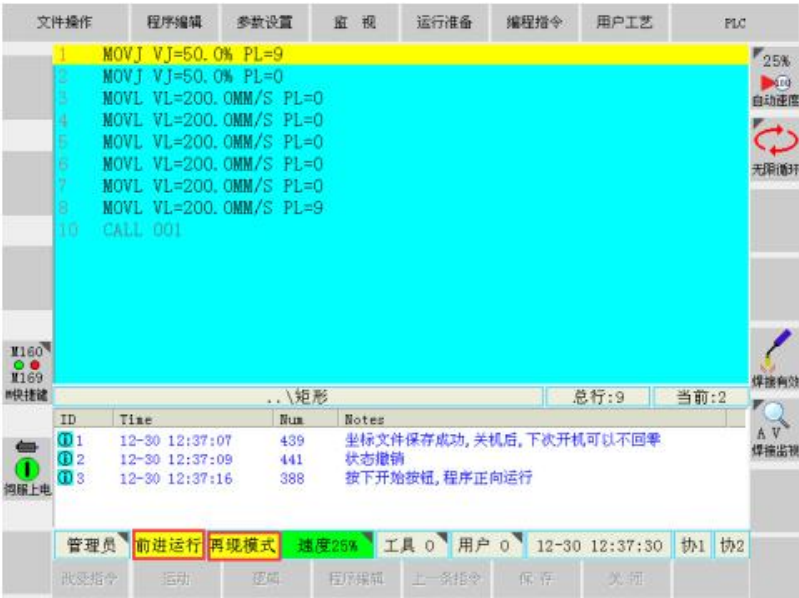 文件操作 程序编辑 参数设置 监 视 运行准备 编程指令 用户工艺 PLC
1 MOVJ VJ=50.0% PL=9
2 MOVJ VJ=50.0% PL=0
3 MOVL VL=200.0MM/S PL=0
4 MOVL VL=200.0MM/S PL=0
5 MOVL VL=200.0MM/S PL=0
6 MOVL VL=200.0MM/S PL=0
7 MOVL VL=200.0MM/S PL=0
8 MOVL VL=200.0MM/S PL=9
10 CALL 001
25%
100
自动速度
无限循环
M160
M169
M快捷键
焊接有效
..\矩形 总行:9 当前:2
ID Time Num Notes
1 12-30 12:37:07 439 坐标文件保存成功,关机后,下次开机可以不回零
2 12-30 12:37:09 441 状态撤销
3 12-30 12:37:16 388 按下开始按钮,程序正向运行
A V
焊接监视
伺服上电
管理员 前进运行 再现模式 速度25% 工具 0 用户 0 12-30 12:37:30 协1 协2
改变指令 运动 逻辑 程序编辑 上一条指令 保 存 关 闭